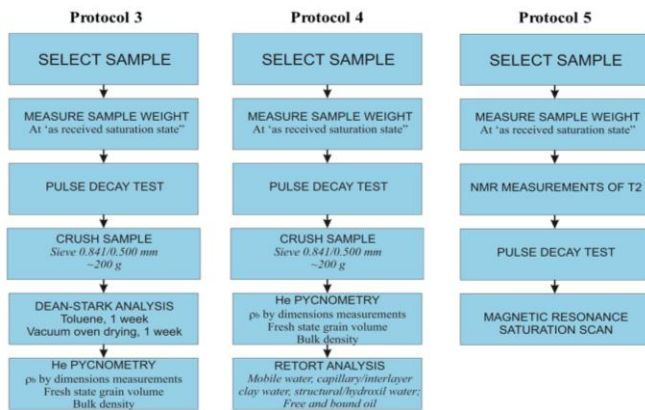 Protocol 3
SELECT SAMPLE
MEASURE SAMPLE WEIGHT
At ‘as received saturation state”
PULSE DECAY TEST
CRUSH SAMPLE
Sieve 0.841/0.500 mm
~200 g
DEAN-STARK ANALYSIS
Toluene, 1 week
Vacuum oven drying, 1 week
He PYCNOMETRY
ρb by dimensions measurements
Fresh state grain volume
Bulk density
Protocol 4
SELECT SAMPLE
MEASURE SAMPLE WEIGHT
At ‘as received saturation state”
PULSE DECAY TEST
CRUSH SAMPLE
Sieve 0.841/0.500 mm
~200 g
He PYCNOMETRY
ρb by dimensions measurements
Fresh state grain volume
Bulk density
RETORT ANALYSIS
Mobile water, capillary/interlayer
clay water, structural/hydroxil water;
Free and bound oil
Protocol 5
SELECT SAMPLE
MEASURE SAMPLE WEIGHT
At ‘as received saturation state”
NMR MEASUREMENTS OF T2
PULSE DECAY TEST
MAGNETIC RESONANCE
SATURATION SCAN